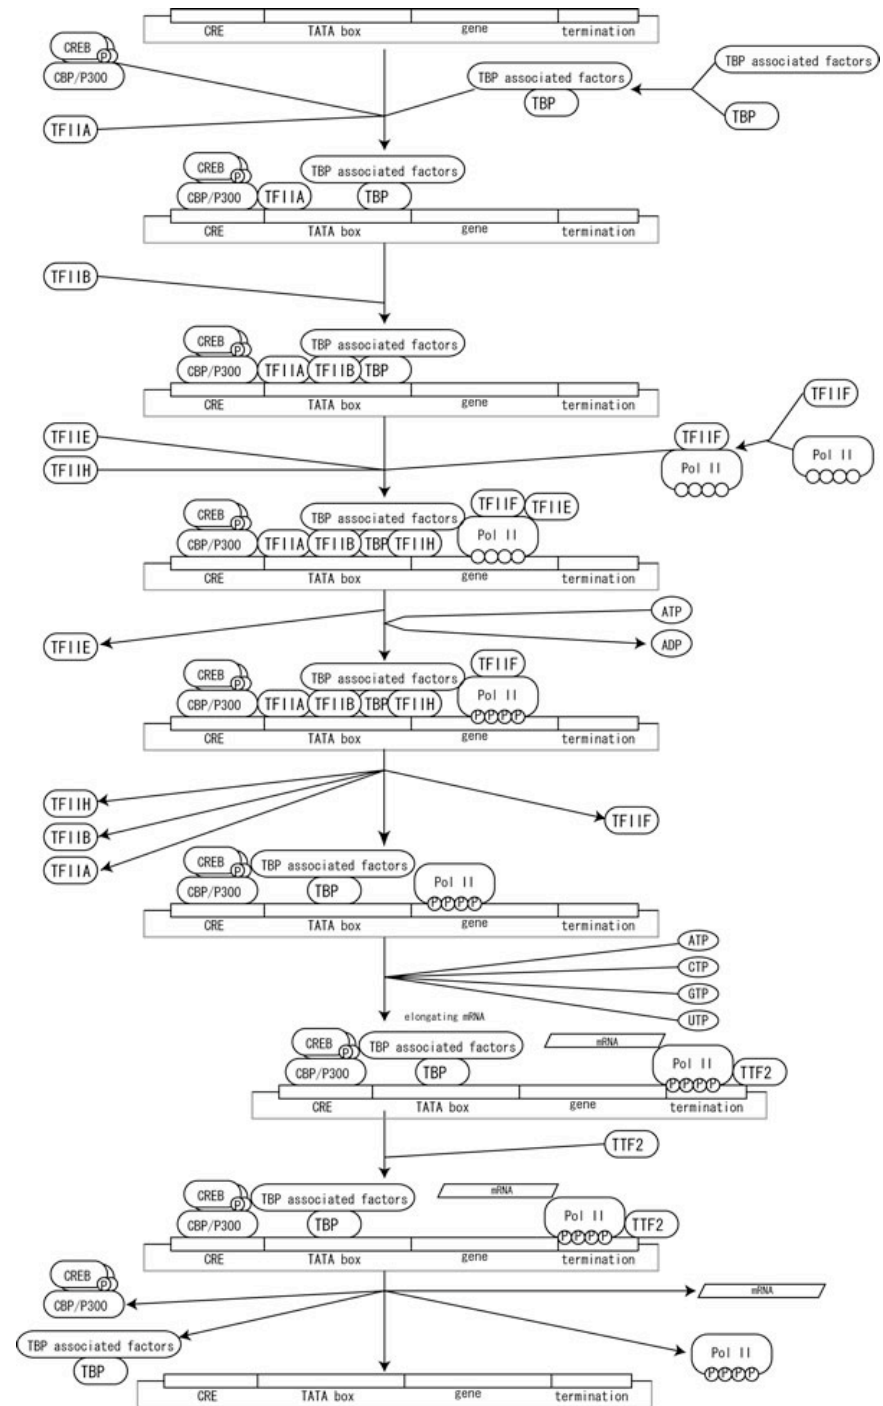 CRE TATA box gene termination
CREB P
CBP/P300
TFIIA
TBP associated factors
TBP
TBP associated factors
TBP
CREB P
CBP/P300 TFIIA
TBP associated factors
TBP
CRE TATA box gene termination
TFIIB
CREB P
TBP associated factors
CBP/P300 TFIIA TFIIB TBP
CRE TATA box gene termination
TFIIF
TFIIE
TFIIF
TFIIH
Pol II
Pol II
CREB P
TBP associated factors
TFIIF TFIIE
Pol II
CBP/P300 TFIIA TFIIB TBP TFIIH
CRE TATA box gene termination
ATP
TFIIE
ADP
CREB P
TBP associated factors
TFIIF
Pol II
CBP/P300 TFIIA TFIIB TBP TFIIH
P P P P
CRE TATA box gene termination
TFIIH
TFIIF
TFIIB
TFIIA
CREB P
TBP associated factors
Pol II
CBP/P300 TBP
P P P P
CRE TATA box gene termination
ATP
CTP
GTP
UTP
elongating mRNA
CREB P
TBP associated factors
mRNA
Pol II
CBP/P300 TBP
P P P P
TTF2
CRE TATA box gene termination
TTF2
CREB P
TBP associated factors
mRNA
Pol II
CBP/P300 TBP
P P P P
TTF2
CRE TATA box gene termination
CREB P
CBP/P300
mRNA
TBP associated factors
TBP
Pol II
P P P P
CRE TATA box gene termination